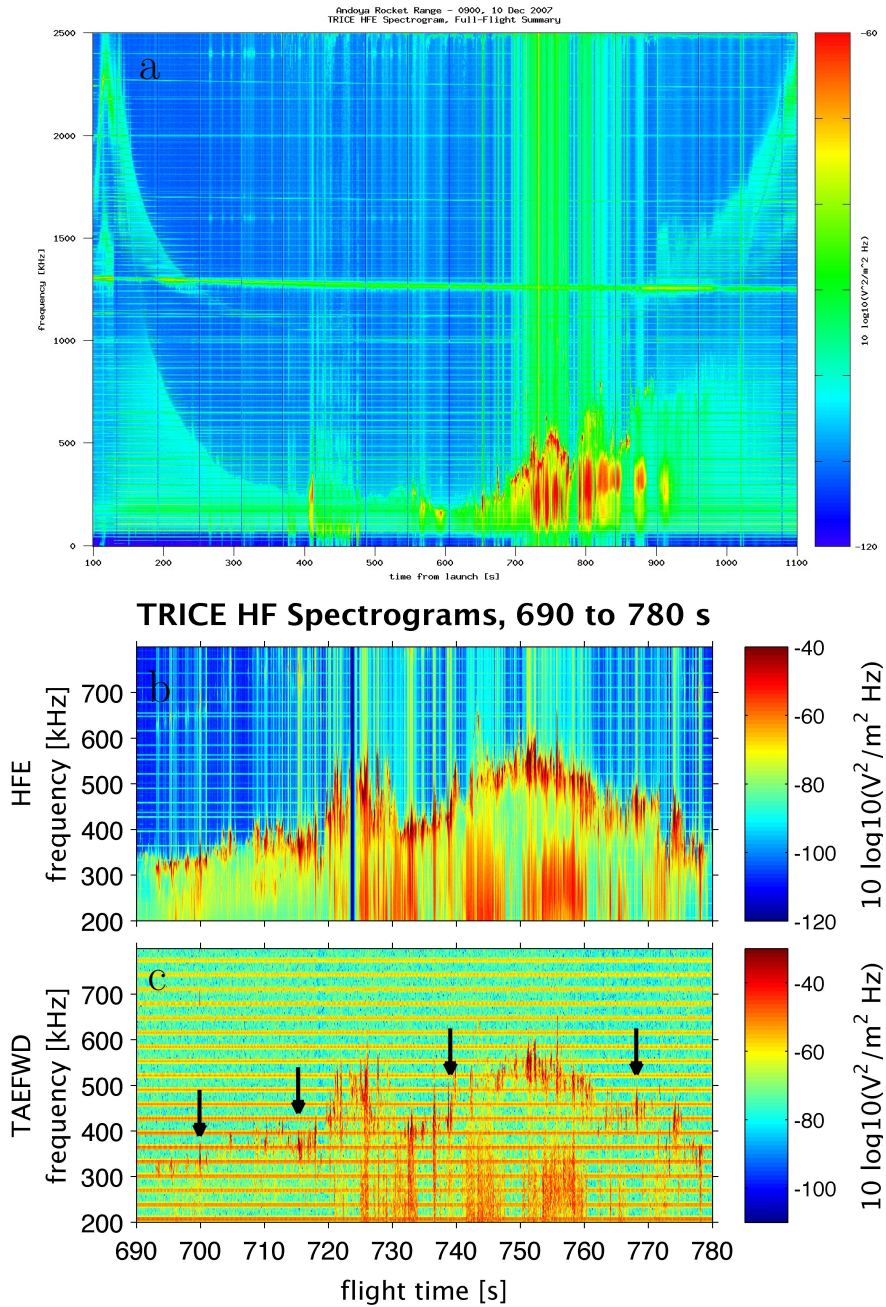 Andoya Rocket Range - 0900, 10 Dec 2007
TRICE HFE Spectrogram, Full-Flight Summary
a
2500
2000
1500
1000
500
0
frequency [KHz]
100 200 300 400 500 600 700 800 900 1000 1100
time from launch [s]
-60
-120
10 log10(V^2/m^2 Hz)
TRICE HF Spectrograms, 690 to 780 s
b
HFE
frequency [kHz]
700
600
500
400
300
200
-40
-60
-80
-100
-120
10 log10(V²/m² Hz)
c
TAEFWD
frequency [kHz]
700
600
500
400
300
200
690 700 710 720 730 740 750 760 770 780
flight time [s]
-40
-60
-80
-100
10 log10(V²/m² Hz)